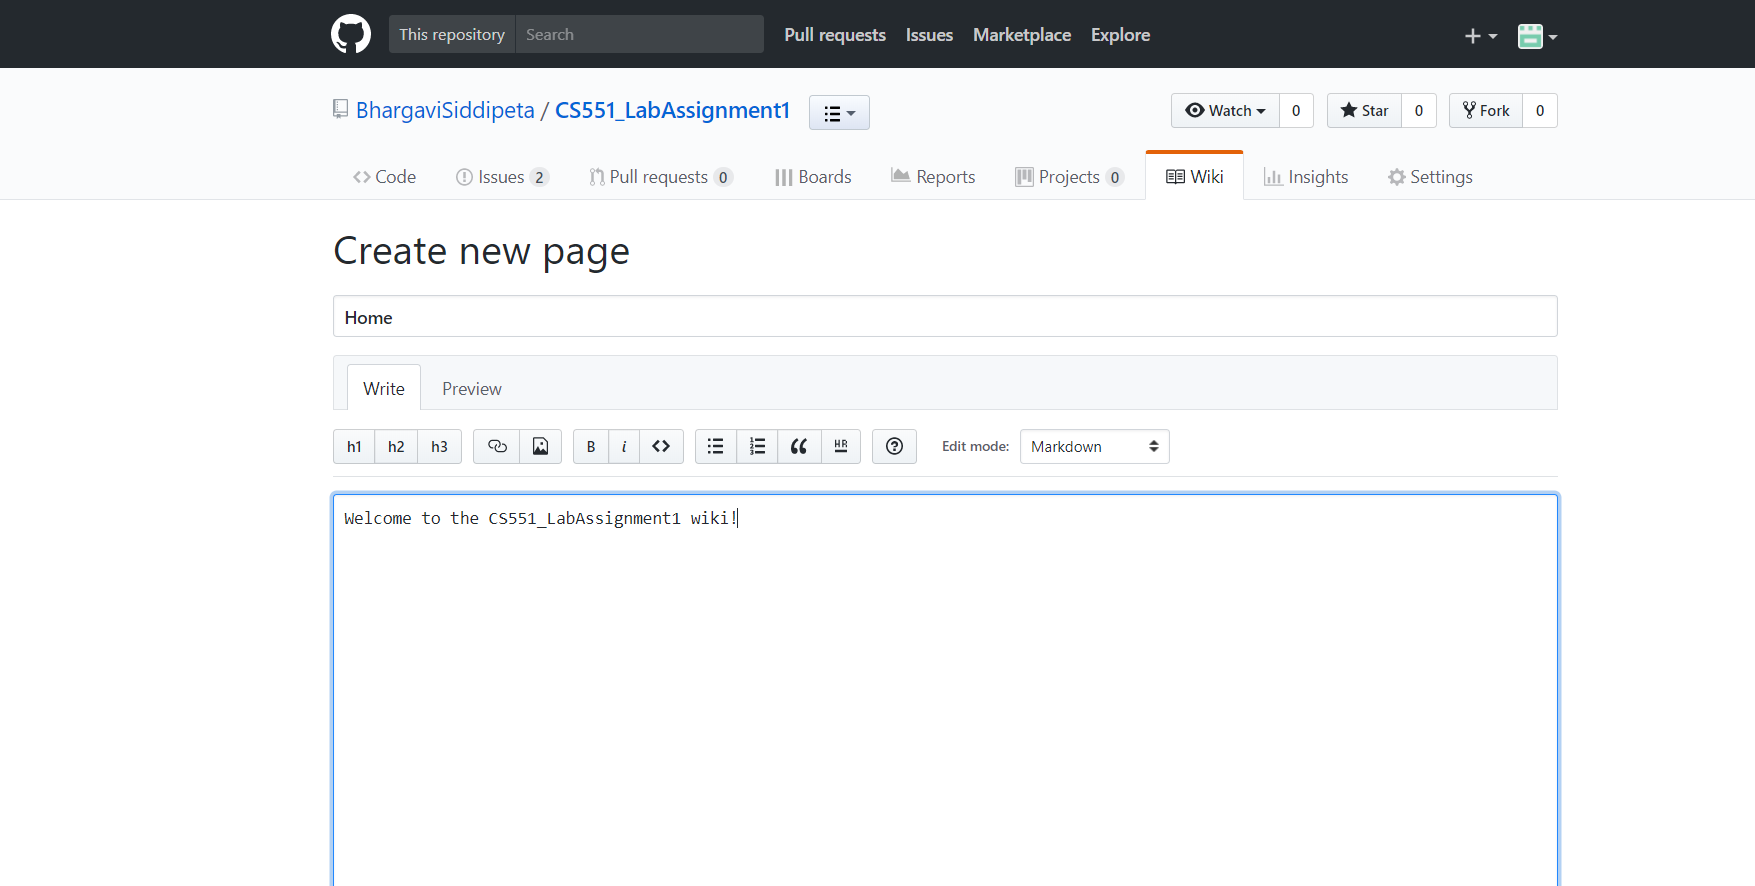 This repository Search Pull requests Issues Marketplace Explore
BhargaviSiddipeta / CS551_LabAssignment1 Watch 0 Star 0 Fork 0
Code Issues 2 Pull requests 0 Boards Reports Projects 0 Wiki Insights Settings
Create new page
Home
Write Preview
h1 h2 h3 B i HR Edit mode: Markdown
Welcome to the CS551_LabAssignment1 wiki!